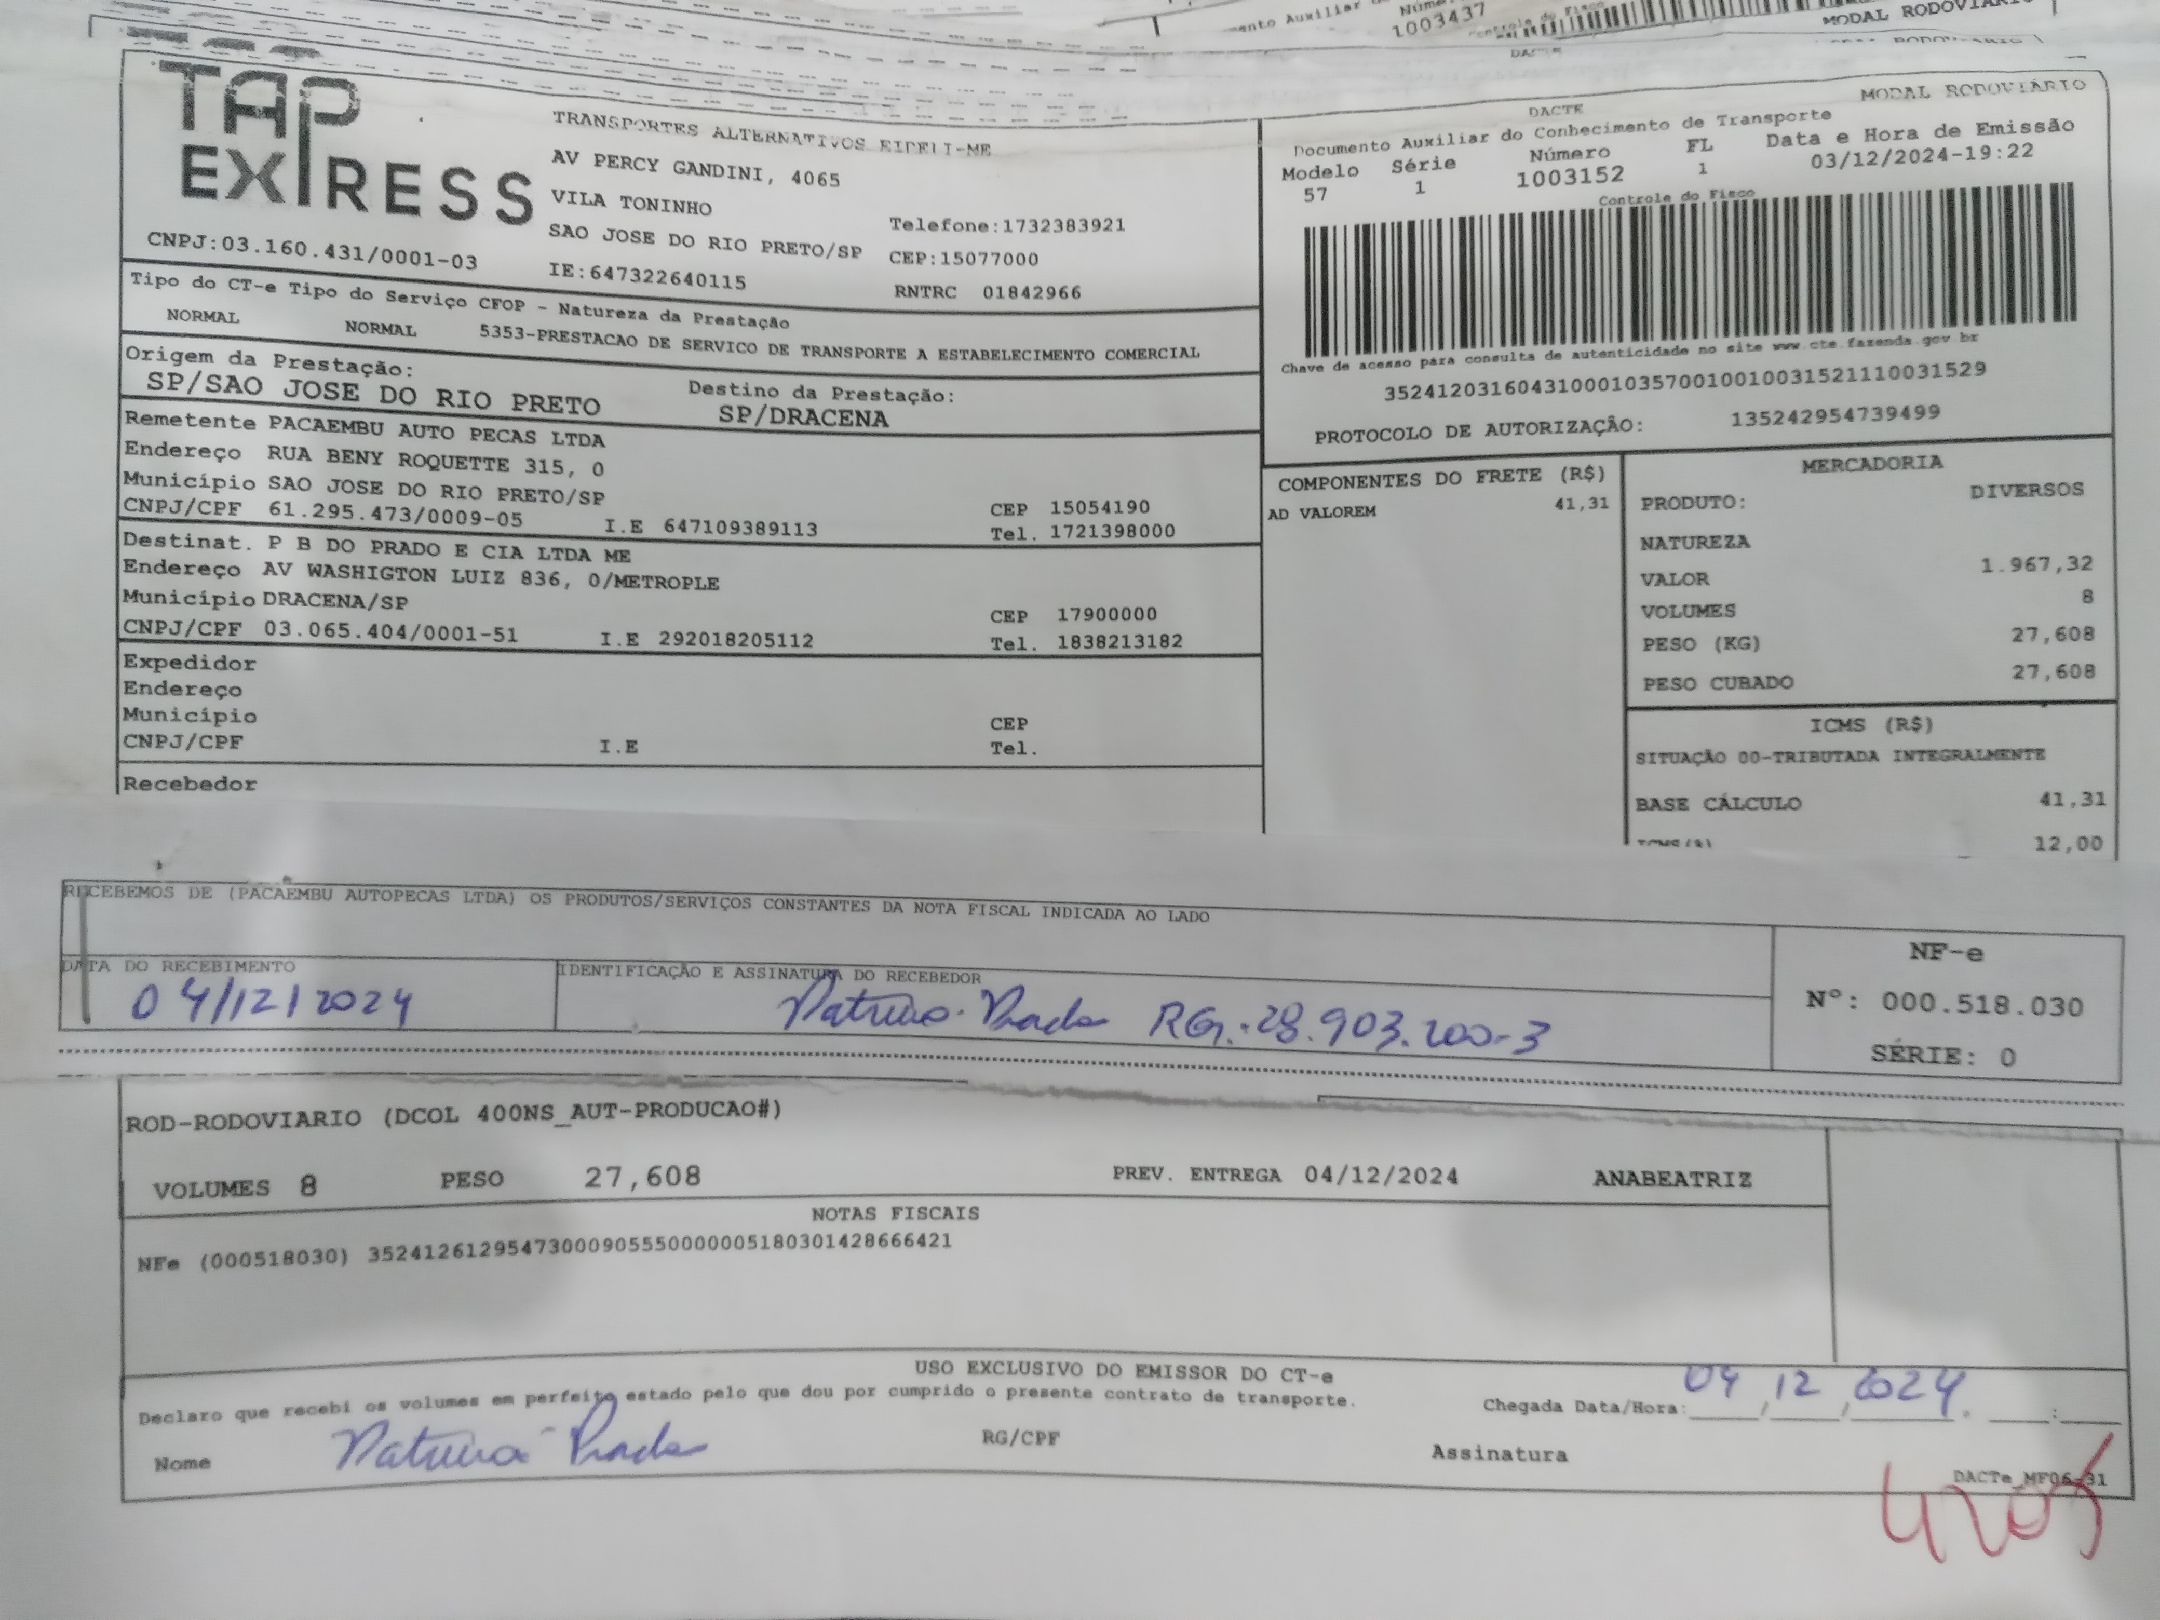 1003437
MODAL RODOVIÁRIO
TAP EXPRESS
TRANSPORTES ALTERNATIVOS EIRELI-ME
AV PERCY GANDINI, 4065
VILA TONINHO
Telefone:1732383921
SAO JOSE DO RIO PRETO/SP
CEP:15077000
CNPJ:03.160.431/0001-03
IE:647322640115
RNTRC 01842966
DACTE
MODAL RODOVIÁRIO
Documento Auxiliar do Conhecimento de Transporte
Modelo Série Número FL Data e Hora de Emissão
57 1 1003152 1 03/12/2024-19:22
Controle do Fisco
Chave de acesso para consulta de autenticidade no site www.cte.fazenda.gov.br
35241203160431000103570010010031521110031529
PROTOCOLO DE AUTORIZAÇÃO: 135242954739499
Tipo do CT-e Tipo do Serviço CFOP - Natureza da Prestação
NORMAL NORMAL 5353-PRESTACAO DE SERVICO DE TRANSPORTE A ESTABELECIMENTO COMERCIAL
Origem da Prestação: Destino da Prestação:
SP/SAO JOSE DO RIO PRETO SP/DRACENA
Remetente PACAEMBU AUTO PECAS LTDA
Endereço RUA BENY ROQUETTE 315, 0
Município SAO JOSE DO RIO PRETO/SP CEP 15054190
CNPJ/CPF 61.295.473/0009-05 I.E 647109389113 Tel. 1721398000
Destinat. P B DO PRADO E CIA LTDA ME
Endereço AV WASHIGTON LUIZ 836, 0/METROPLE
Município DRACENA/SP CEP 17900000
CNPJ/CPF 03.065.404/0001-51 I.E 292018205112 Tel. 1838213182
Expedidor
Endereço
Município CEP
CNPJ/CPF I.E Tel.
Recebedor
COMPONENTES DO FRETE (R$)
AD VALOREM 41,31
MERCADORIA
PRODUTO: DIVERSOS
NATUREZA
VALOR 1.967,32
VOLUMES 8
PESO (KG) 27,608
PESO CUBADO 27,608
ICMS (R$)
SITUAÇÃO 00-TRIBUTADA INTEGRALMENTE
BASE CÁLCULO 41,31
ICMS(%) 12,00
RECEBEMOS DE (PACAEMBU AUTOPECAS LTDA) OS PRODUTOS/SERVIÇOS CONSTANTES DA NOTA FISCAL INDICADA AO LADO
DATA DO RECEBIMENTO
04/12/2024
IDENTIFICAÇÃO E ASSINATURA DO RECEBEDOR
Prado RG.-28.903.200-3
NF-e
Nº: 000.518.030
SÉRIE: 0
ROD-RODOVIARIO (DCOL 400NS_AUT-PRODUCAO#)
VOLUMES 8 PESO 27,608 PREV. ENTREGA 04/12/2024 ANABEATRIZ
NOTAS FISCAIS
NFe (000518030) 35241261295473000905550000005180301428666421
USO EXCLUSIVO DO EMISSOR DO CT-e
Declaro que recebi os volumes em perfeito estado pelo que dou por cumprido o presente contrato de transporte.
Chegada Data/Hora: 04, 12, 2024. :
Nome Prado RG/CPF Assinatura
DACTe_MF06-31